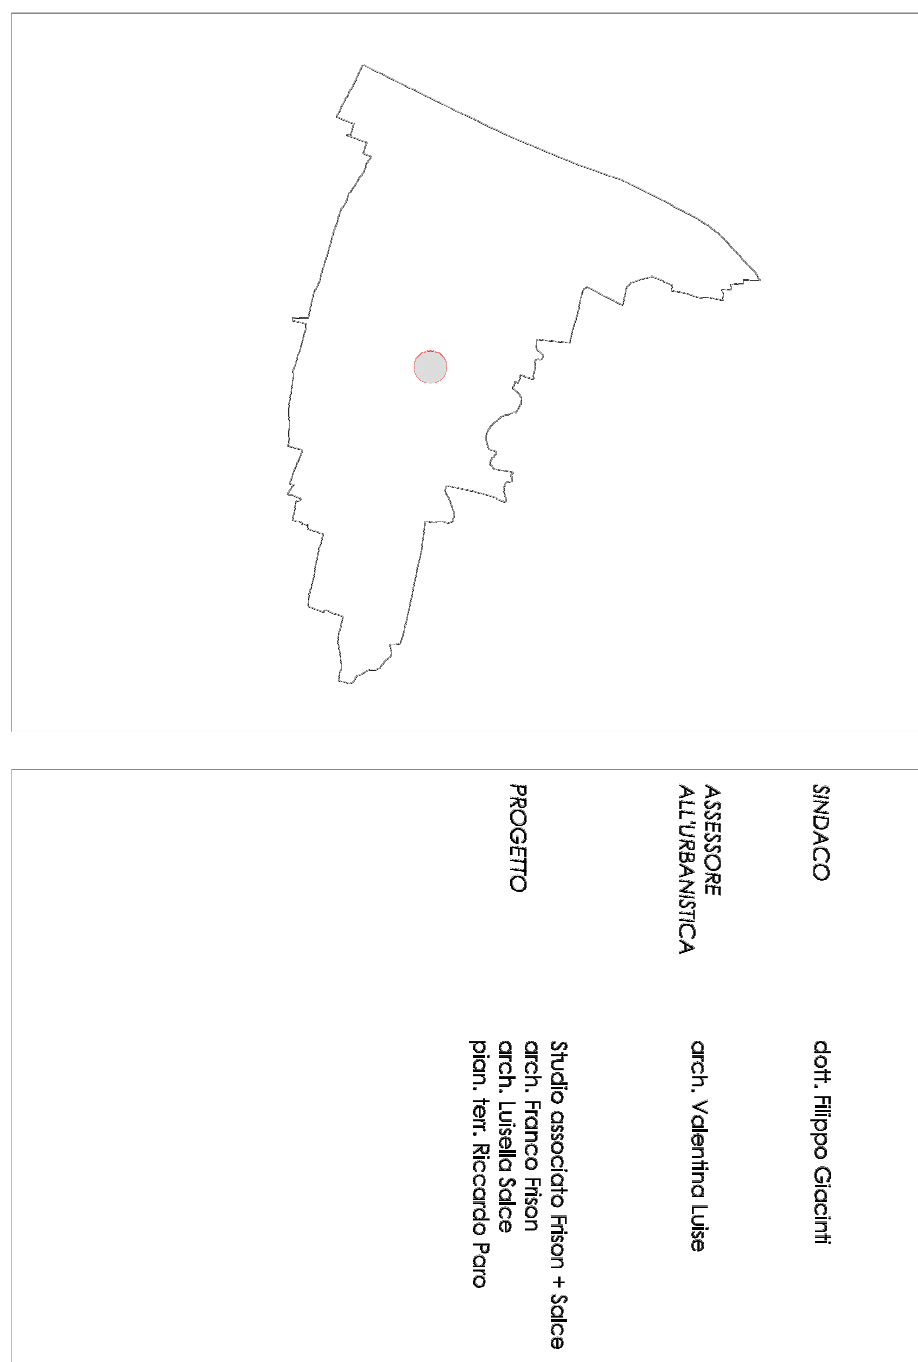 SINDACO
dott. Filippo Giacinti
ASSESSORE
ALL'URBANISTICA
arch. Valentina Luise
PROGETTO
Studio associato Frison + Salce
arch. Franco Frison
arch. Luisella Salce
pian. terr. Riccardo Paro